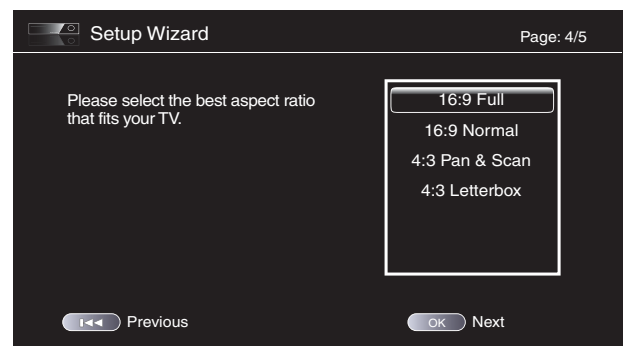 Setup Wizard
Page: 4/5
Please select the best aspect ratio
that fits your TV.
16:9 Full
16:9 Normal
4:3 Pan & Scan
4:3 Letterbox
Previous
OK Next